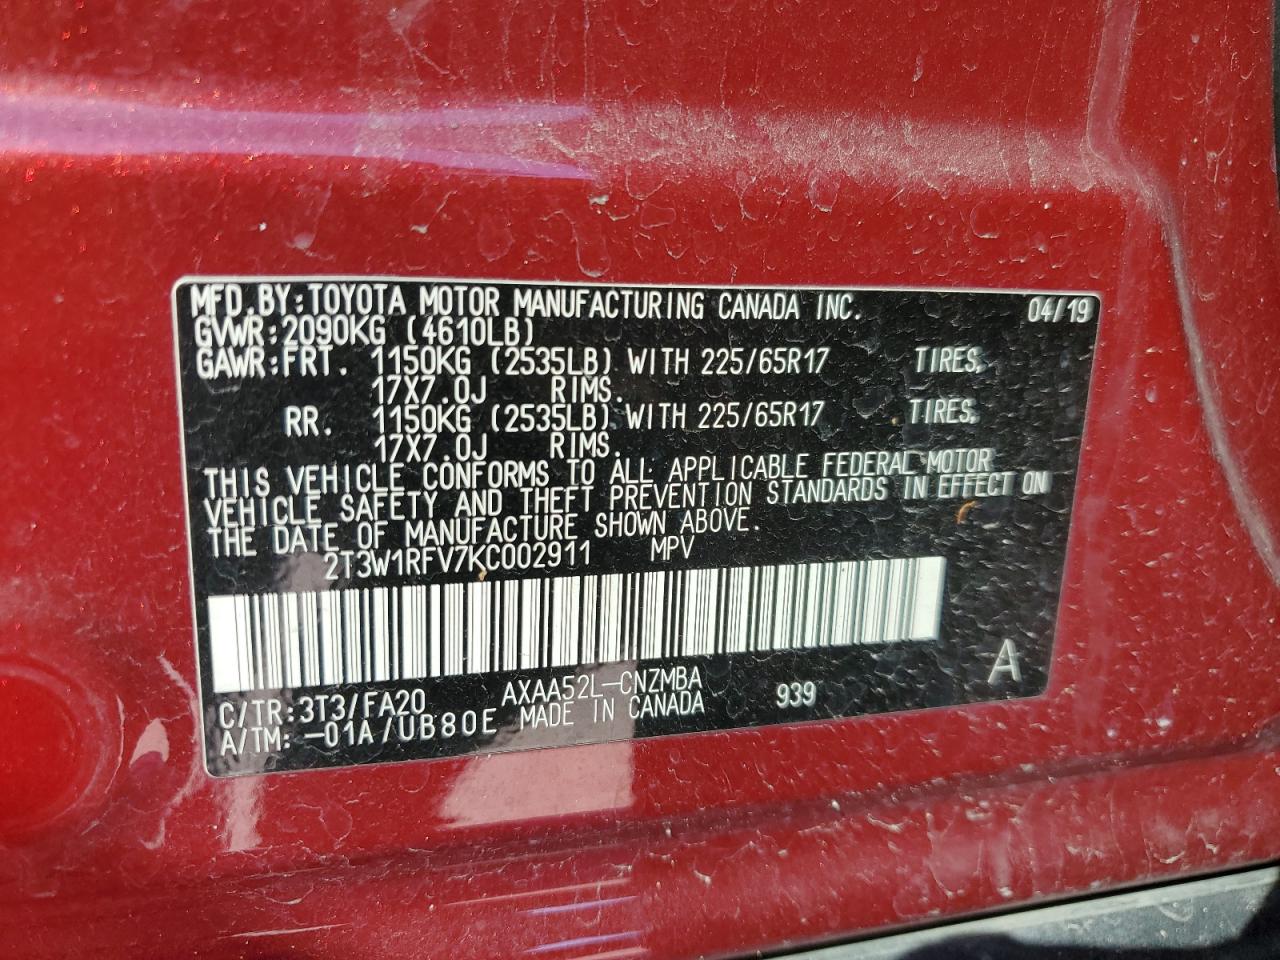 MFD.BY:TOYOTA MOTOR MANUFACTURING CANADA INC. 04/19
GVWR:2090KG (4610LB)
GAWR:FRT. 1150KG (2535LB) WITH 225/65R17 TIRES,
17X7.0J RIMS.
RR. 1150KG (2535LB) WITH 225/65R17 TIRES,
17X7.0J RIMS.
THIS VEHICLE CONFORMS TO ALL APPLICABLE FEDERAL MOTOR
VEHICLE SAFETY AND THEFT PREVENTION STANDARDS IN EFFECT ON
THE DATE OF MANUFACTURE SHOWN ABOVE.
2T3W1RFV7KC002911 MPV
C/TR:3T3/FA20 AXAA52L-CNZMBA 939 A
A/TM:-01A/UB80E MADE IN CANADA